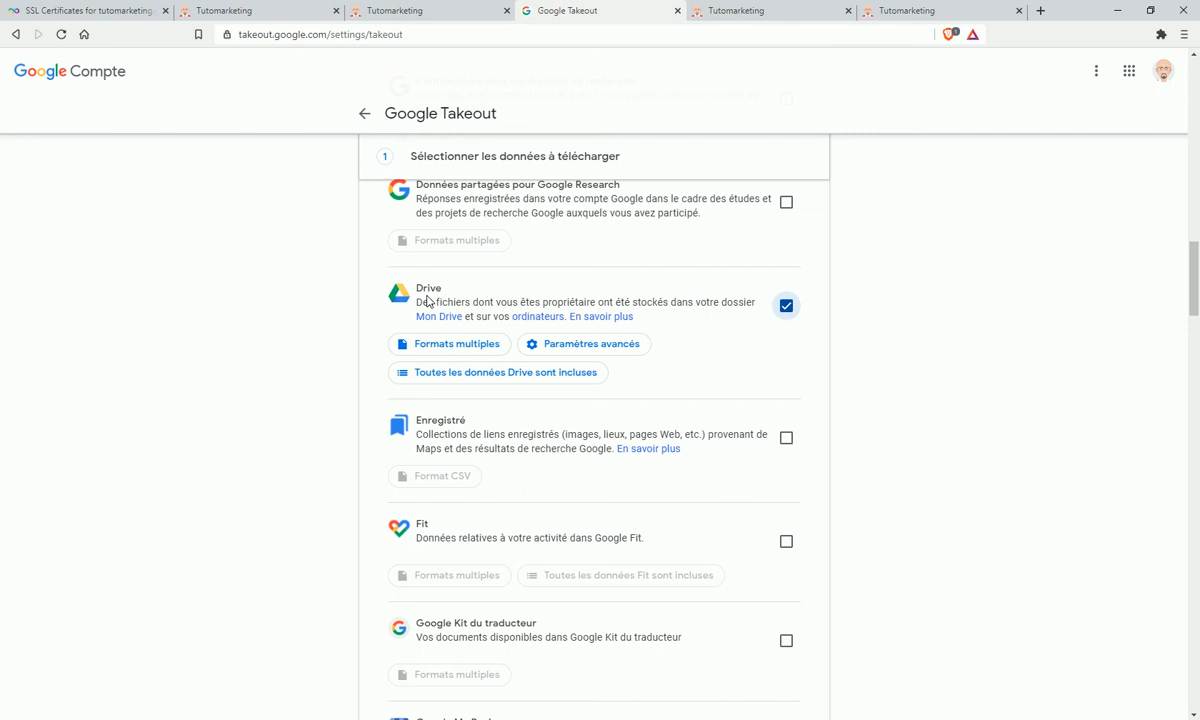 SSL Certificates for tutomarketing.
Tutomarketing
Tutomarketing
Google Takeout
Tutomarketing
Tutomarketing
takeout.google.com/settings/takeout
1
Google Compte
Google Takeout
1 Sélectionner les données à télécharger
Données partagées pour Google Research
Réponses enregistrées dans votre compte Google dans le cadre des études et
des projets de recherche Google auxquels vous avez participé.
Formats multiples
Drive
Des fichiers dont vous êtes propriétaire ont été stockés dans votre dossier
Mon Drive et sur vos ordinateurs. En savoir plus
Formats multiples
Paramètres avancés
Toutes les données Drive sont incluses
Enregistré
Collections de liens enregistrés (images, lieux, pages Web, etc.) provenant de
Maps et des résultats de recherche Google. En savoir plus
Format CSV
Fit
Données relatives à votre activité dans Google Fit.
Formats multiples
Toutes les données Fit sont incluses
Google Kit du traducteur
Vos documents disponibles dans Google Kit du traducteur
Formats multiples